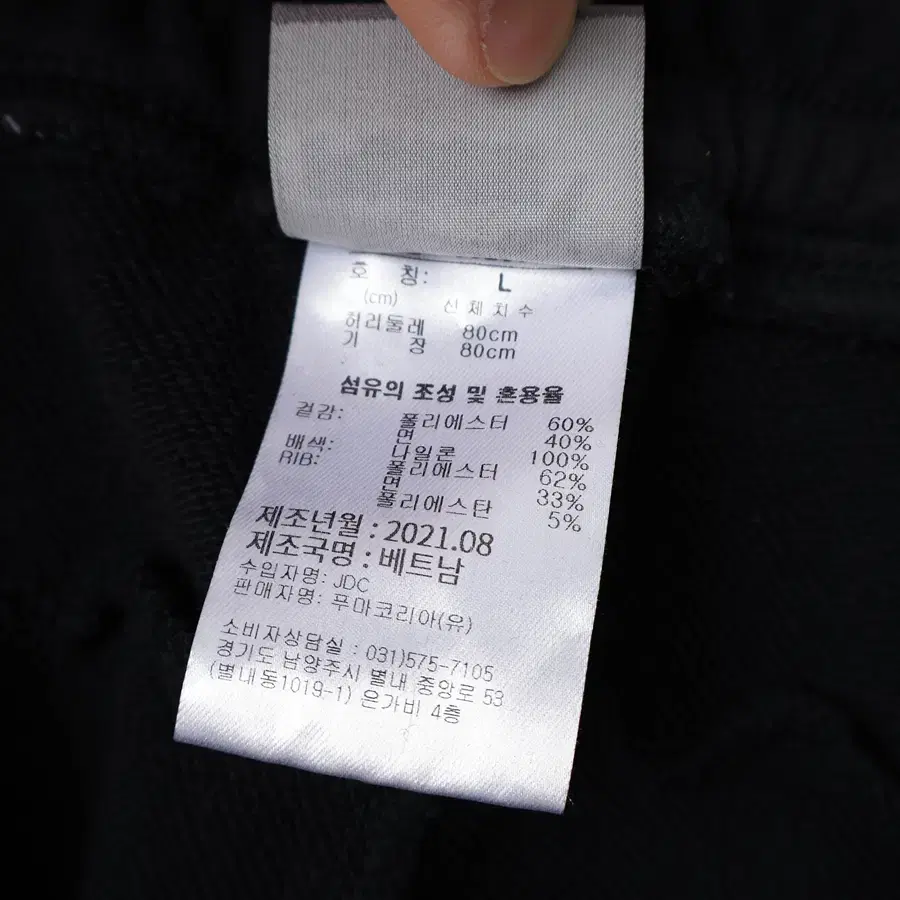 호 칭: L
(cm) 신체치수
허리둘레 80cm
기 장 80cm
섬유의 조성 및 혼용율
겉감: 폴리에스터 60%
면 40%
배색: 나일론 100%
RIB: 폴리에스터 62%
면 33%
폴리에스탄 5%
제조년월 : 2021.08
제조국명 : 베트남
수입자명: JDC
판매자명: 푸마코리아(유)
소비자상담실 : 031)575-7105
경기도 남양주시 별내 중앙로 53
(별내동1019-1) 은가비 4층